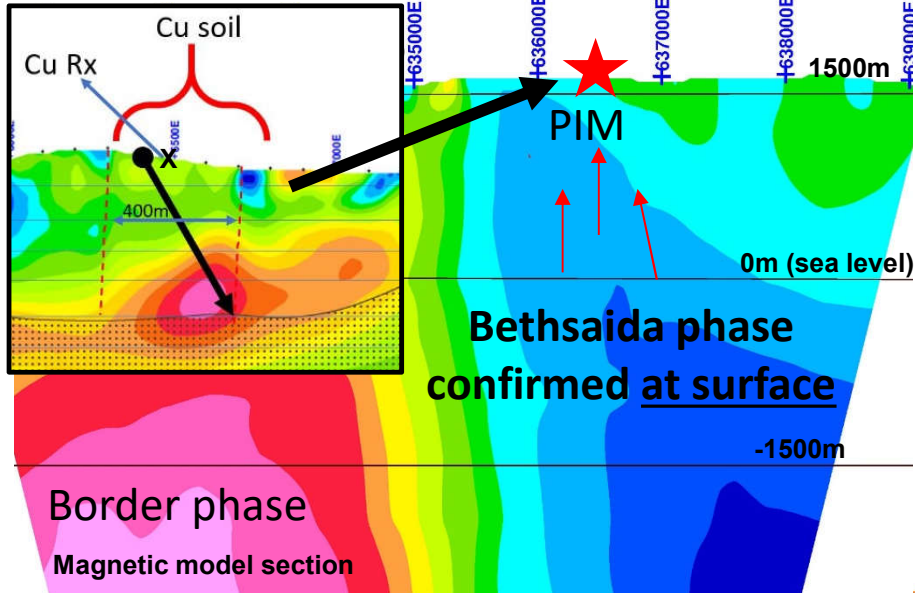 Cu soil
Cu Rx
X
400m
635000E
636000E
637000E
638000E
639000E
1500m
PIM
0m (sea level)
Bethsaida phase
confirmed at surface
-1500m
Border phase
Magnetic model section